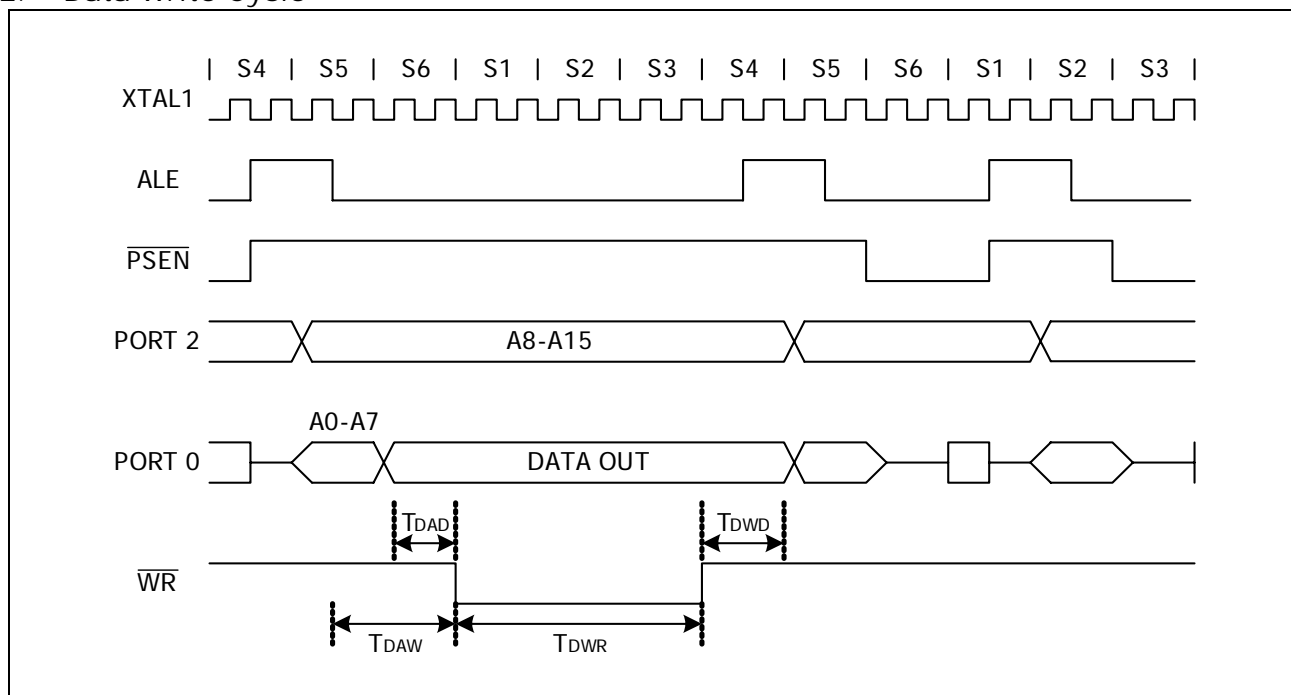 2.   Data Write Cycle
| S4 | S5 | S6 | S1 | S2 | S3 | S4 | S5 | S6 | S1 | S2 | S3 |
XTAL1
ALE
PSEN
PORT 2
A8-A15
A0-A7
PORT 0
DATA OUT
TDAD
TDWD
WR
TDAW
TDWR